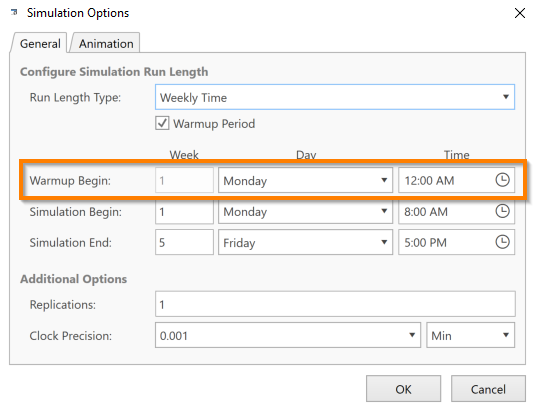 Simulation Options
General Animation
Configure Simulation Run Length
Run Length Type: Weekly Time
Warmup Period
Week Day Time
Warmup Begin: 1 Monday 12:00 AM
Simulation Begin: 1 Monday 8:00 AM
Simulation End: 5 Friday 5:00 PM
Additional Options
Replications: 1
Clock Precision: 0.001 Min
OK Cancel